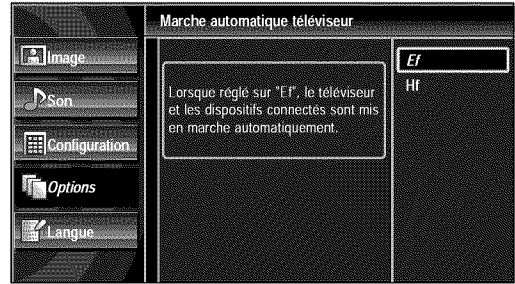 Marche automatique téléviseur
Image
Son
Configuration
Options
Langue
Lorsque réglé sur "Ef", le téléviseur
et les dispositifs connectés sont mis
en marche automatiquement.
Ef
Hf